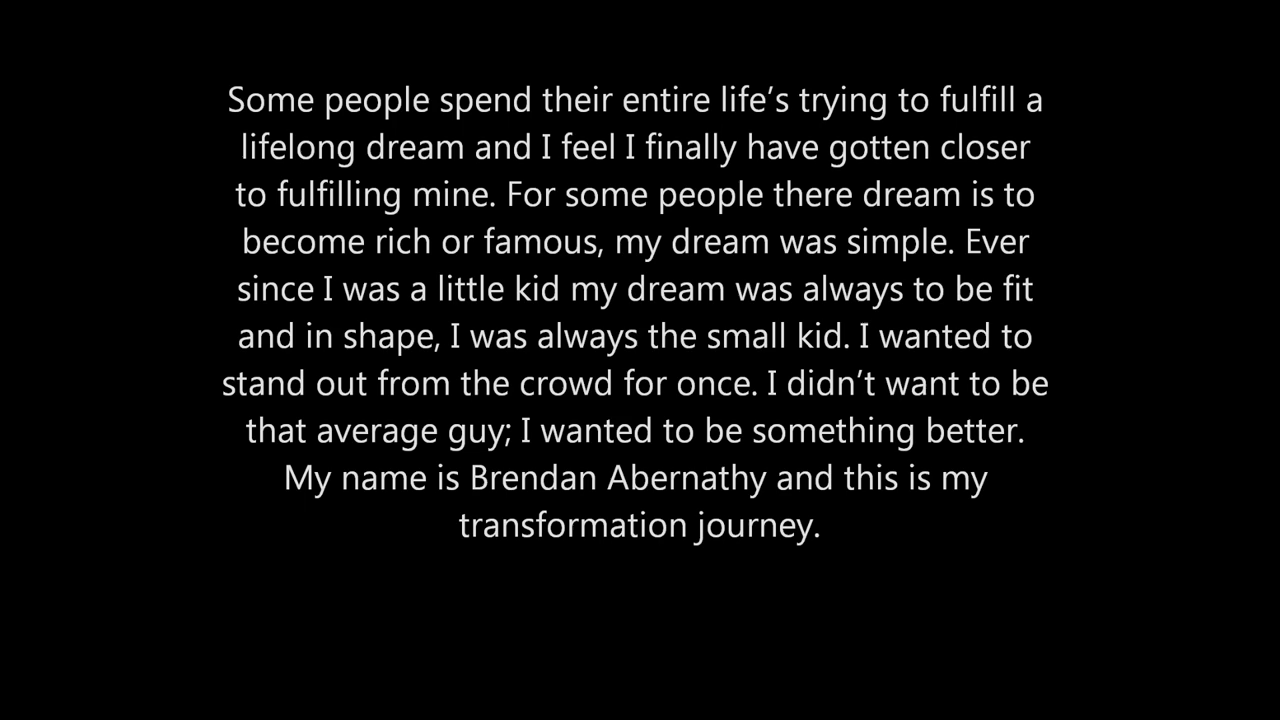 Some people spend their entire life’s trying to fulfill a
lifelong dream and I feel I finally have gotten closer
to fulfilling mine. For some people there dream is to
become rich or famous, my dream was simple. Ever
since I was a little kid my dream was always to be fit
and in shape, I was always the small kid. I wanted to
stand out from the crowd for once. I didn’t want to be
that average guy; I wanted to be something better.
My name is Brendan Abernathy and this is my
transformation journey.